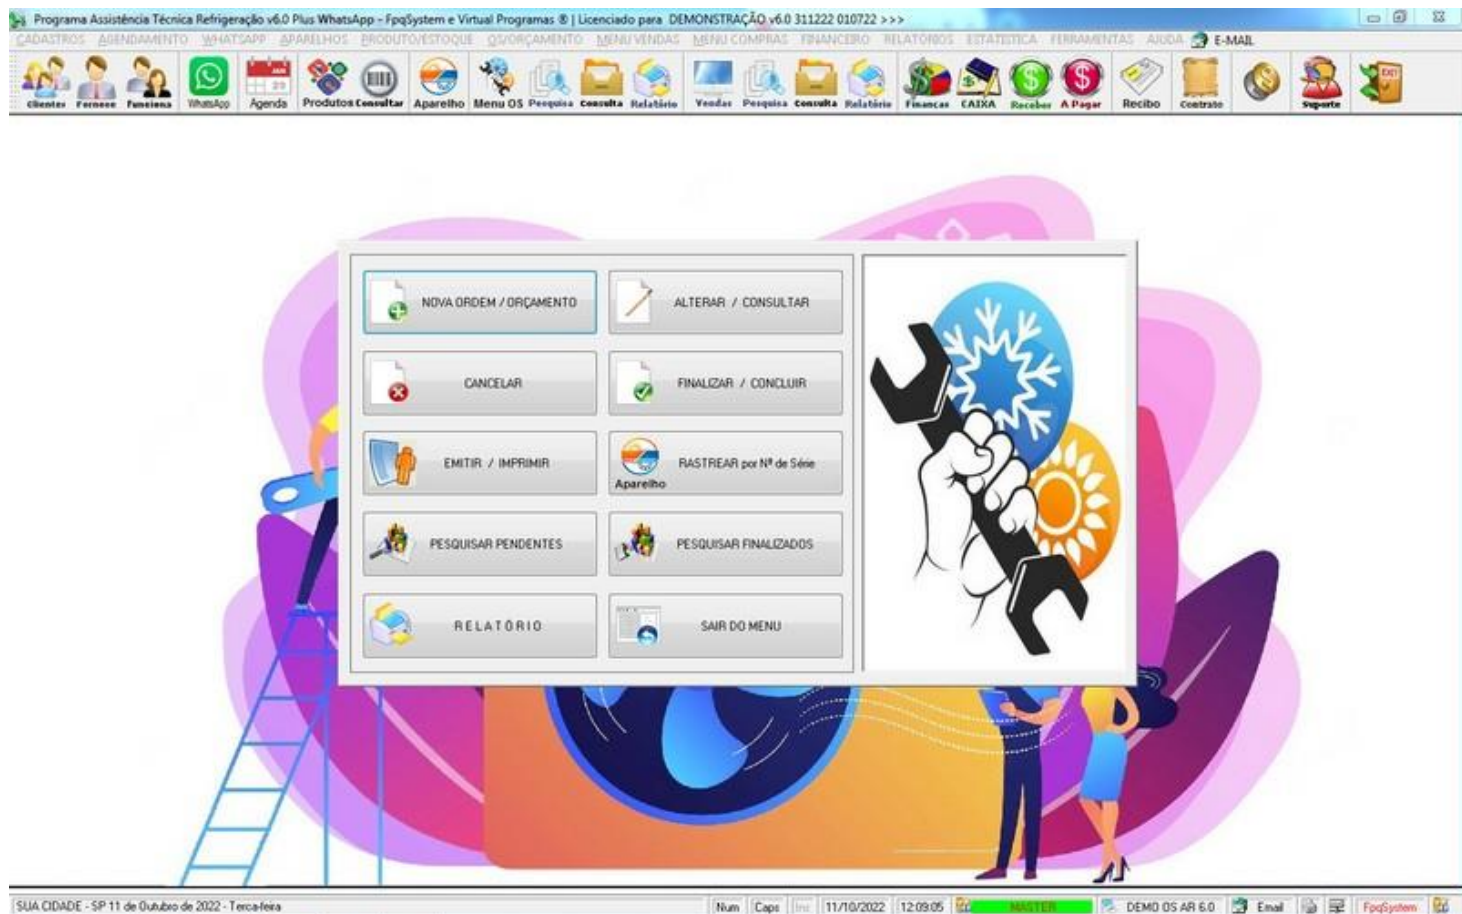 Programa Assistência Técnica Refrigeração v6.0 Plus WhatsApp - FpqSystem e Virtual Programas ® | Licenciado para DEMONSTRAÇÃO v6.0 311222 010722 >>>
CADASTROS AGENDAMENTO WHATSAPP APARELHOS PRODUTO/ESTOQUE OS/ORÇAMENTO MENU VENDAS MENU COMPRAS FINANCEIRO RELATÓRIOS ESTATÍSTICA FERRAMENTAS AJUDA E-MAIL
Clientes Fornece Funciona WhatsApp Agenda Produtos Consultar Aparelho Menu OS Pesquisa Consulta Relatório Vendas Pesquisa Consulta Relatório Finanças CAIXA Receber A Pagar Recibo Contrato Suporte
NOVA ORDEM / ORÇAMENTO
ALTERAR / CONSULTAR
CANCELAR
FINALIZAR / CONCLUIR
EMITIR / IMPRIMIR
Aparelho RASTREAR por Nº de Série
PESQUISAR PENDENTES
PESQUISAR FINALIZADOS
RELATÓRIO
SAIR DO MENU
SUA CIDADE - SP 11 de Outubro de 2022 - Terca-feira Num Caps Ins 11/10/2022 12:09:05 MASTER DEMO OS AR 6.0 Email FpqSystem